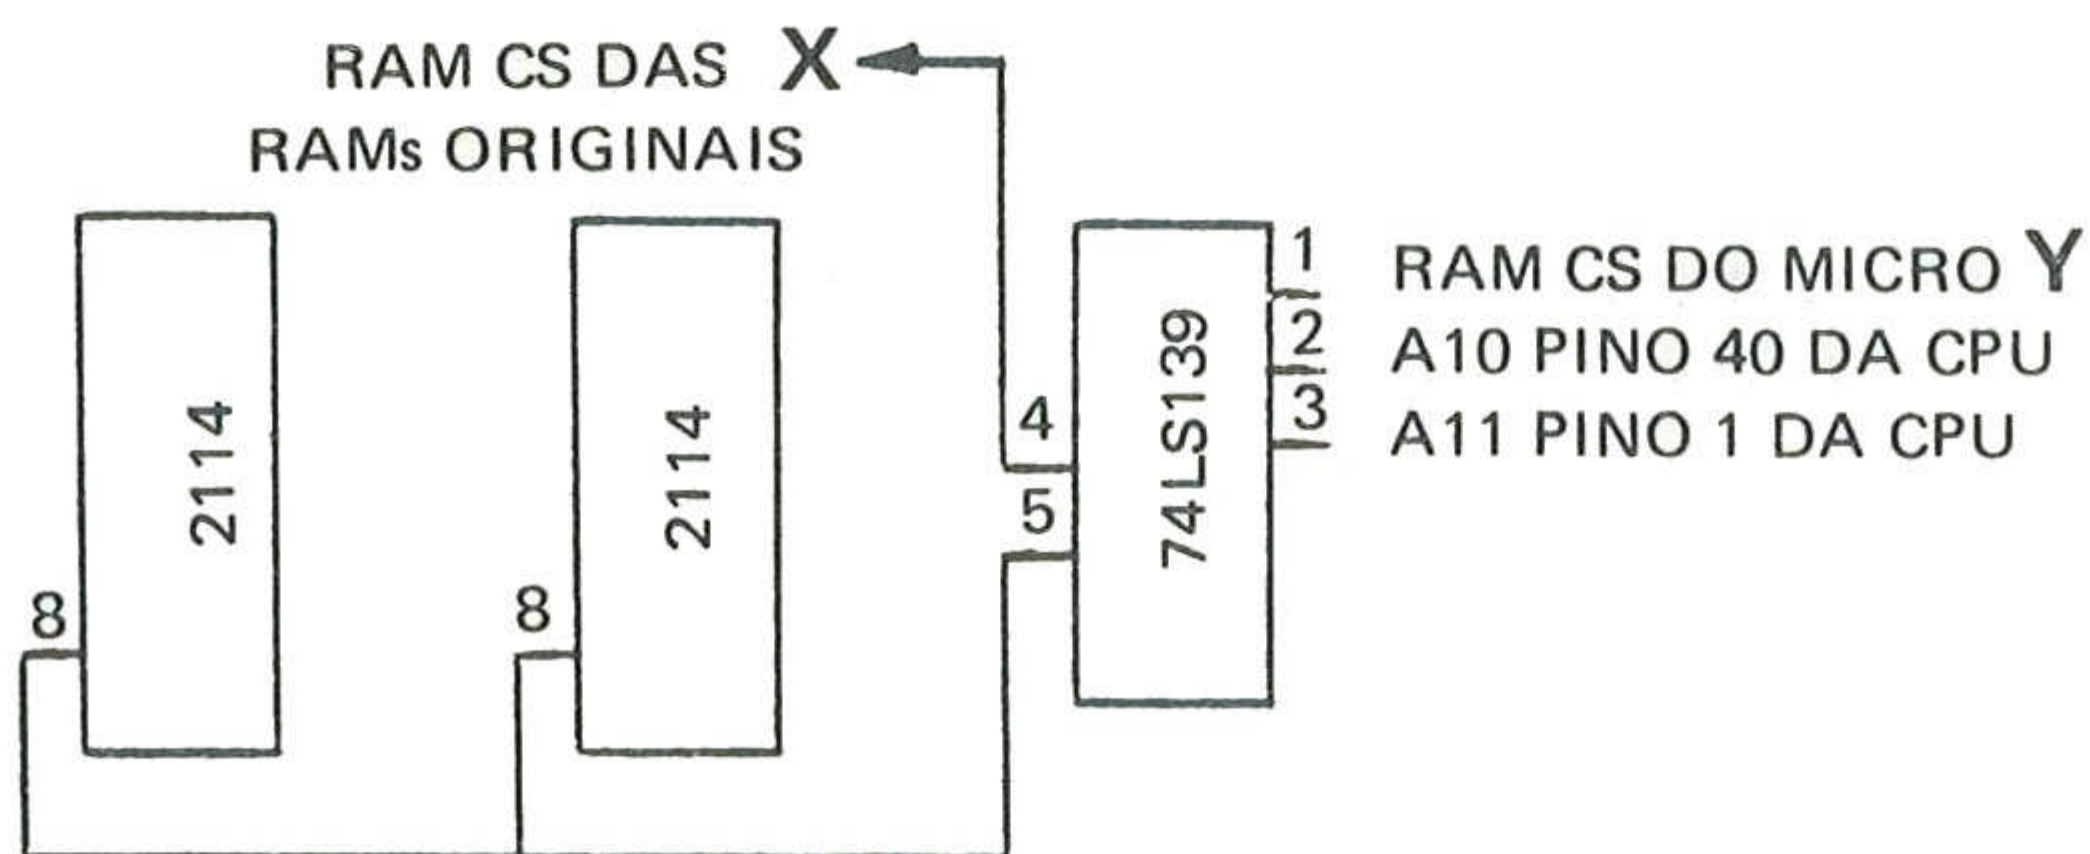 RAM CS DAS X
RAMs ORIGINAIS
1 RAM CS DO MICRO Y
2 A10 PINO 40 DA CPU
3 A11 PINO 1 DA CPU
4
5
74LS139
2114
2114
8
8